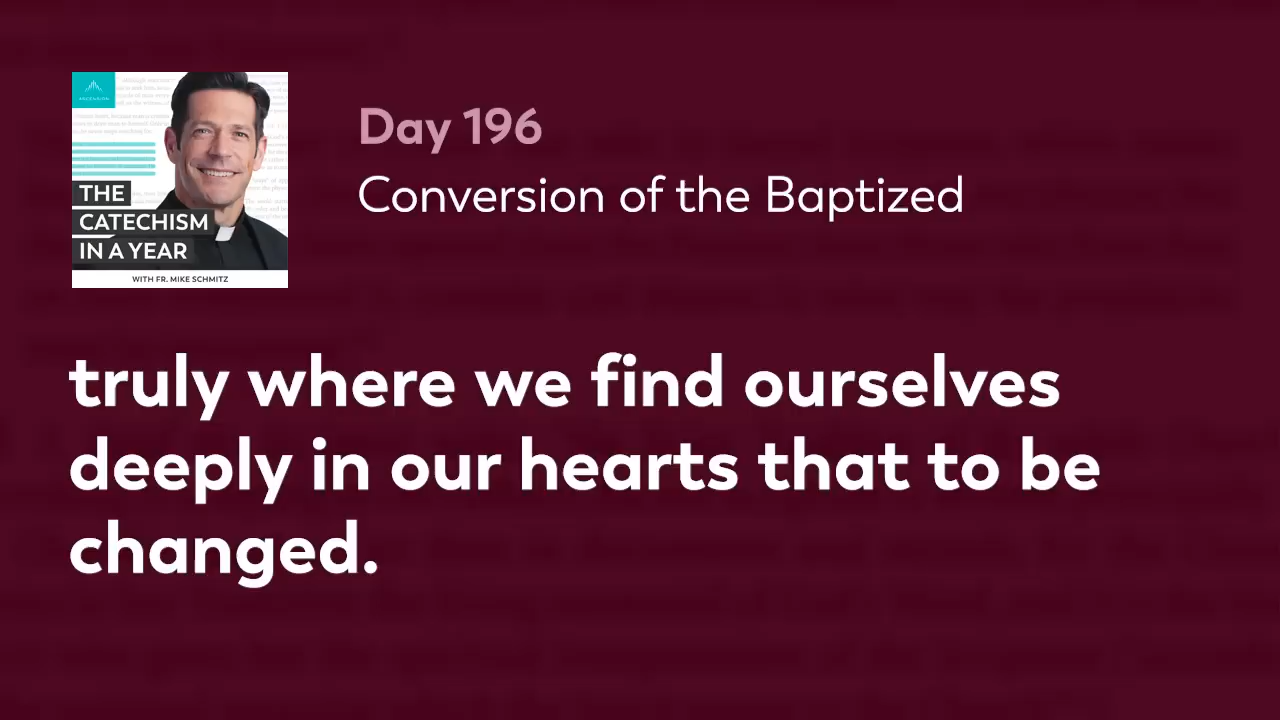 ASCENSION
THE
CATECHISM
IN A YEAR
WITH FR. MIKE SCHMITZ
Day 196
Conversion of the Baptized
truly where we find ourselves
deeply in our hearts that to be
changed.